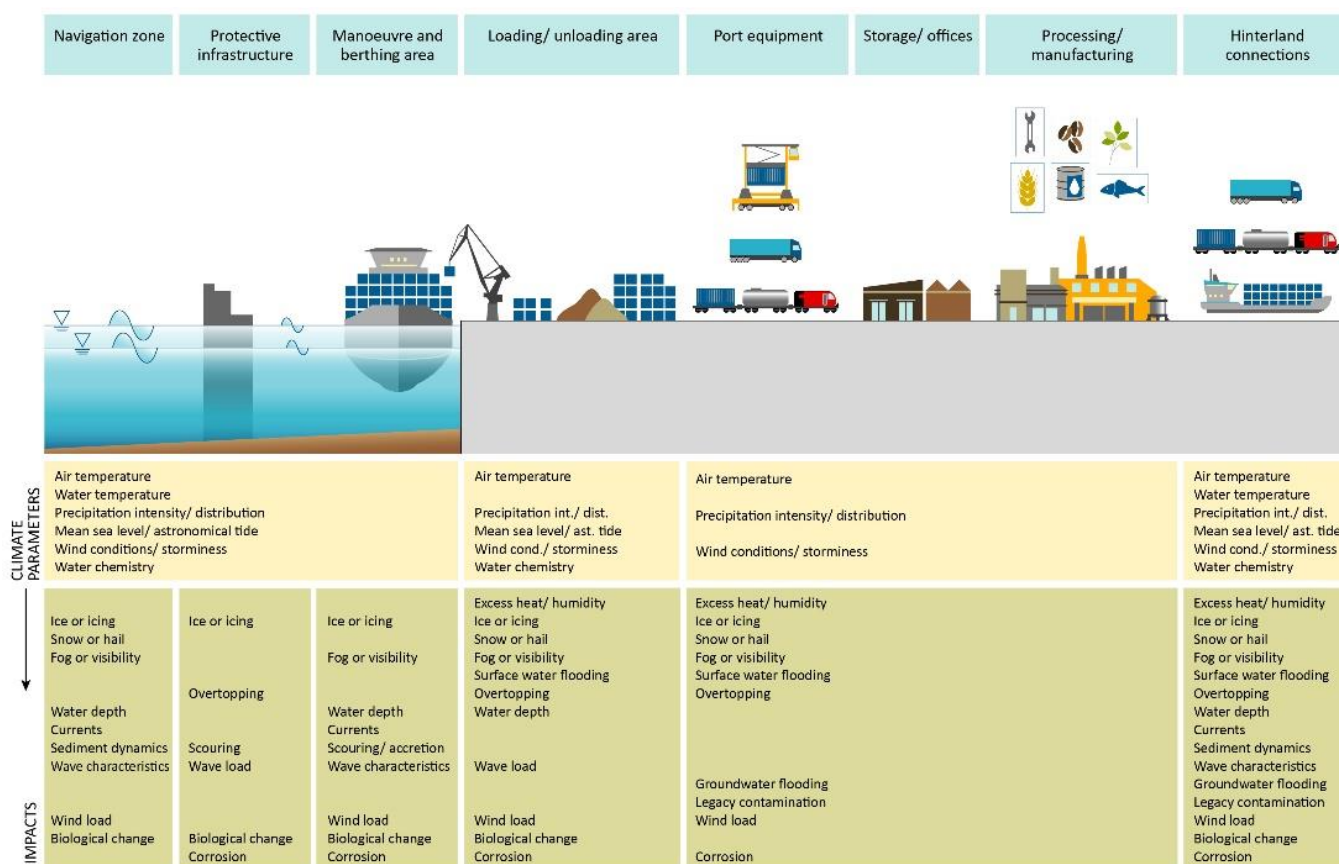 Navigation zone
Protective
infrastructure
Manoeuvre and
berthing area
Loading/ unloading area
Port equipment
Storage/ offices
Processing/
manufacturing
Hinterland
connections
CLIMATE
PARAMETERS
Air temperature
Water temperature
Precipitation intensity/ distribution
Mean sea level/ astronomical tide
Wind conditions/ storminess
Water chemistry
Air temperature
Precipitation int./ dist.
Mean sea level/ ast. tide
Wind cond./ storminess
Water chemistry
Air temperature
Precipitation intensity/ distribution
Wind conditions/ storminess
Air temperature
Water temperature
Precipitation int./ dist.
Mean sea level/ ast. tide
Wind cond./ storminess
Water chemistry
IMPACTS
Ice or icing
Snow or hail
Fog or visibility
Water depth
Currents
Sediment dynamics
Wave characteristics
Wind load
Biological change
Ice or icing
Overtopping
Scouring
Wave load
Biological change
Corrosion
Ice or icing
Fog or visibility
Water depth
Currents
Scouring/ accretion
Wave characteristics
Wind load
Biological change
Corrosion
Excess heat/ humidity
Ice or icing
Snow or hail
Fog or visibility
Surface water flooding
Overtopping
Water depth
Wave load
Wind load
Biological change
Corrosion
Excess heat/ humidity
Ice or icing
Snow or hail
Fog or visibility
Surface water flooding
Overtopping
Groundwater flooding
Legacy contamination
Wind load
Corrosion
Excess heat/ humidity
Ice or icing
Snow or hail
Fog or visibility
Surface water flooding
Overtopping
Water depth
Currents
Sediment dynamics
Wave characteristics
Groundwater flooding
Legacy contamination
Wind load
Biological change
Corrosion